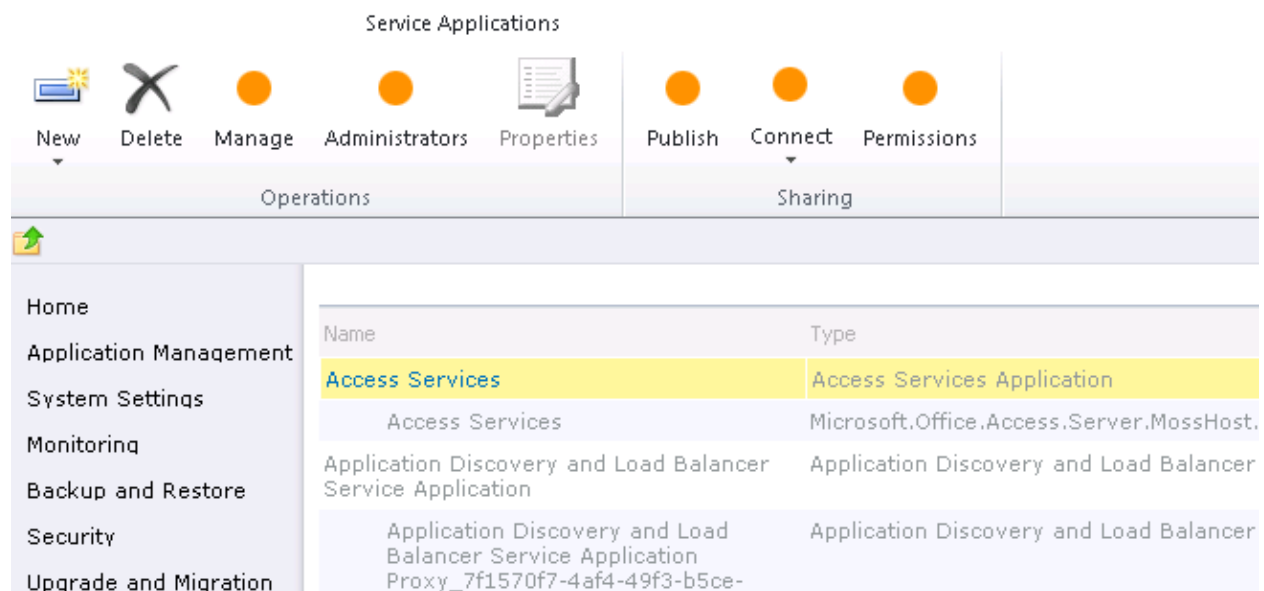 Service Applications
New Delete Manage Administrators Properties Publish Connect Permissions
Operations Sharing
Home
Application Management
System Settings
Monitoring
Backup and Restore
Security
Upgrade and Migration
Name Type
Access Services Access Services Application
Access Services Microsoft.Office.Access.Server.MossHost.
Application Discovery and Load Balancer Application Discovery and Load Balancer
Service Application
Application Discovery and Load Application Discovery and Load Balancer
Balancer Service Application
Proxy_7f1570f7-4af4-49f3-b5ce-